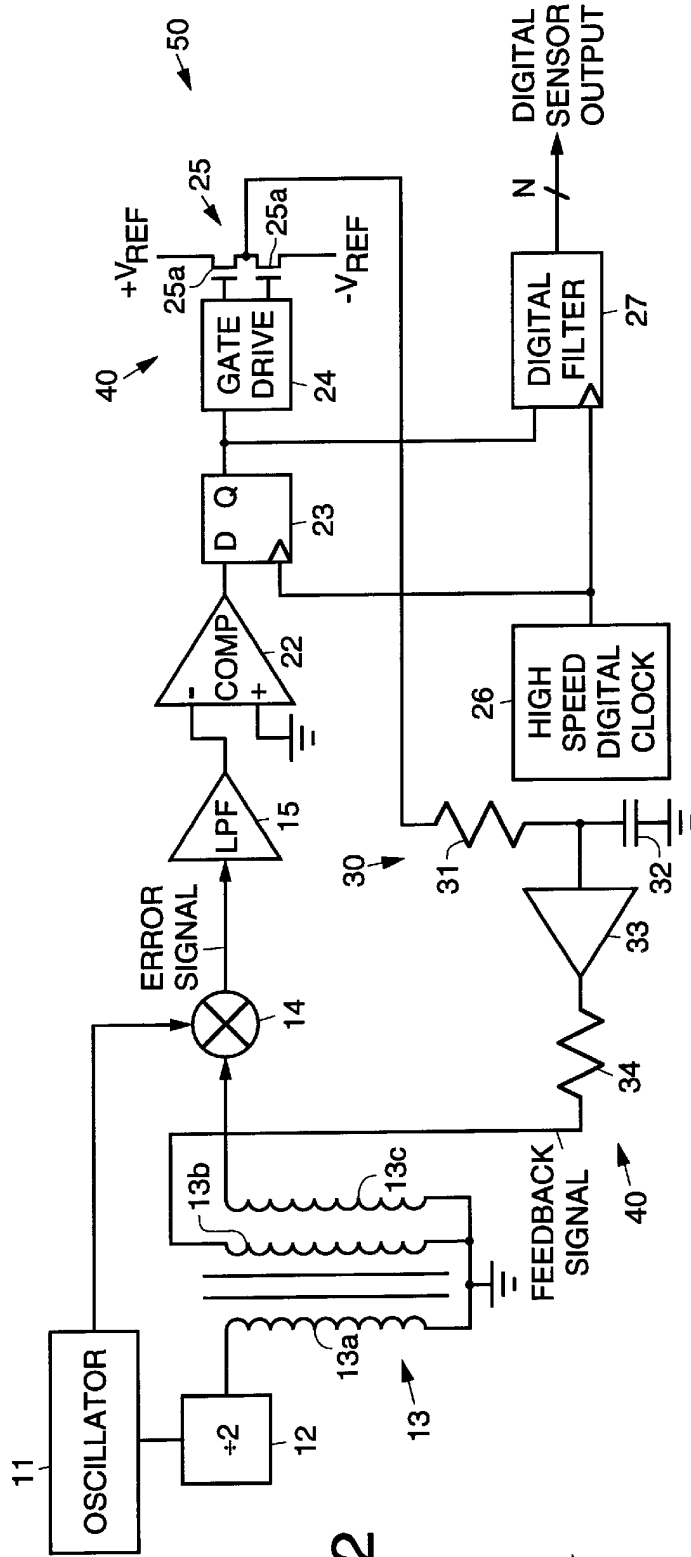 50
40
+VREF
25
25a
25a
-VREF
GATE
DRIVE
24
D Q
23
COMP
-
+
22
LPF
15
ERROR
SIGNAL
14
OSCILLATOR
11
÷2
12
13a
13b
13c
13
FEEDBACK
SIGNAL
40
34
33
30
31
32
26
HIGH
SPEED
DIGITAL
CLOCK
DIGITAL
FILTER
27
N
DIGITAL
SENSOR
OUTPUT
2